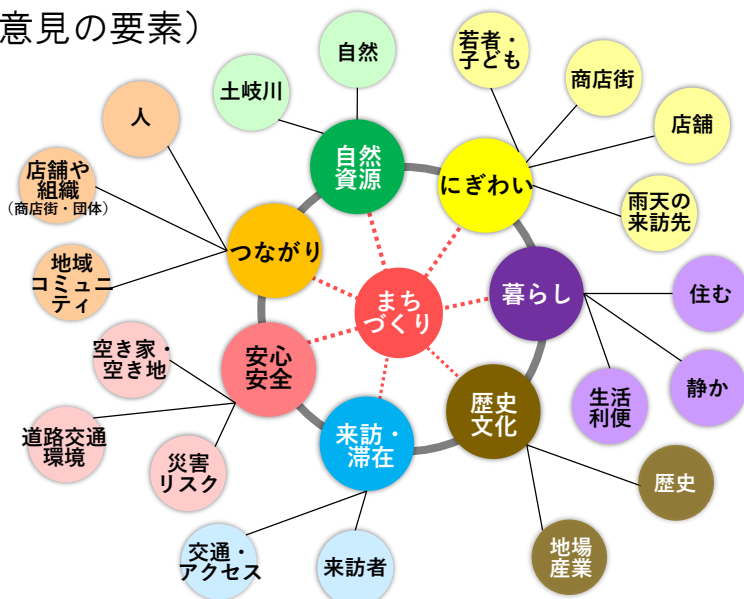 意見の要素）
自然
土岐川
若者・
子ども
商店街
店舗
雨天の
来訪先
人
店舗や
組織
（商店街・団体）
地域
コミュニ
ティ
自然
資源
にぎわい
つながり
まち
づくり
暮らし
住む
静か
生活
利便
安心
安全
空き家・
空き地
道路交通
環境
災害
リスク
来訪・
滞在
歴史
文化
歴史
地場
産業
交通・
アクセス
来訪者